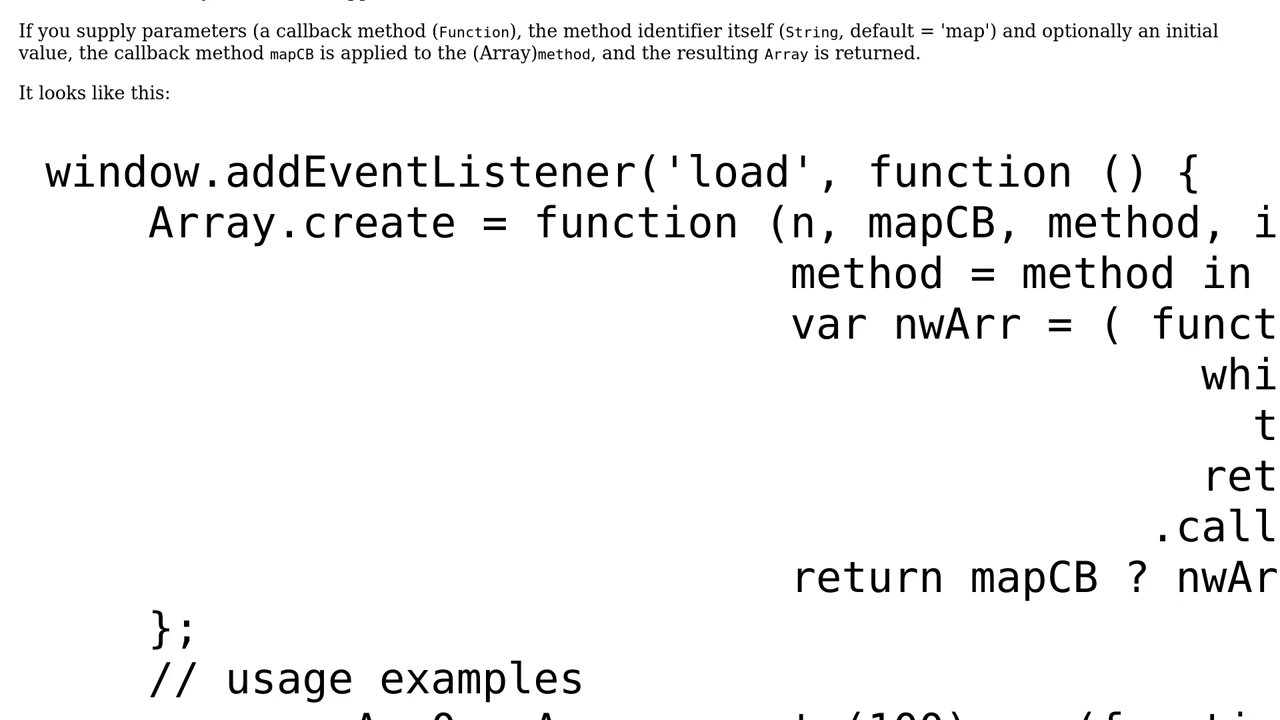 If you supply parameters (a callback method (Function), the method identifier itself (String, default = 'map') and optionally an initial
value, the callback method mapCB is applied to the (Array)method, and the resulting Array is returned.
It looks like this:
window.addEventListener('load', function () {
Array.create = function (n, mapCB, method, i
method = method in
var nwArr = ( funct
whi
t
ret
.call
return mapCB ? nwAr
};
// usage examples